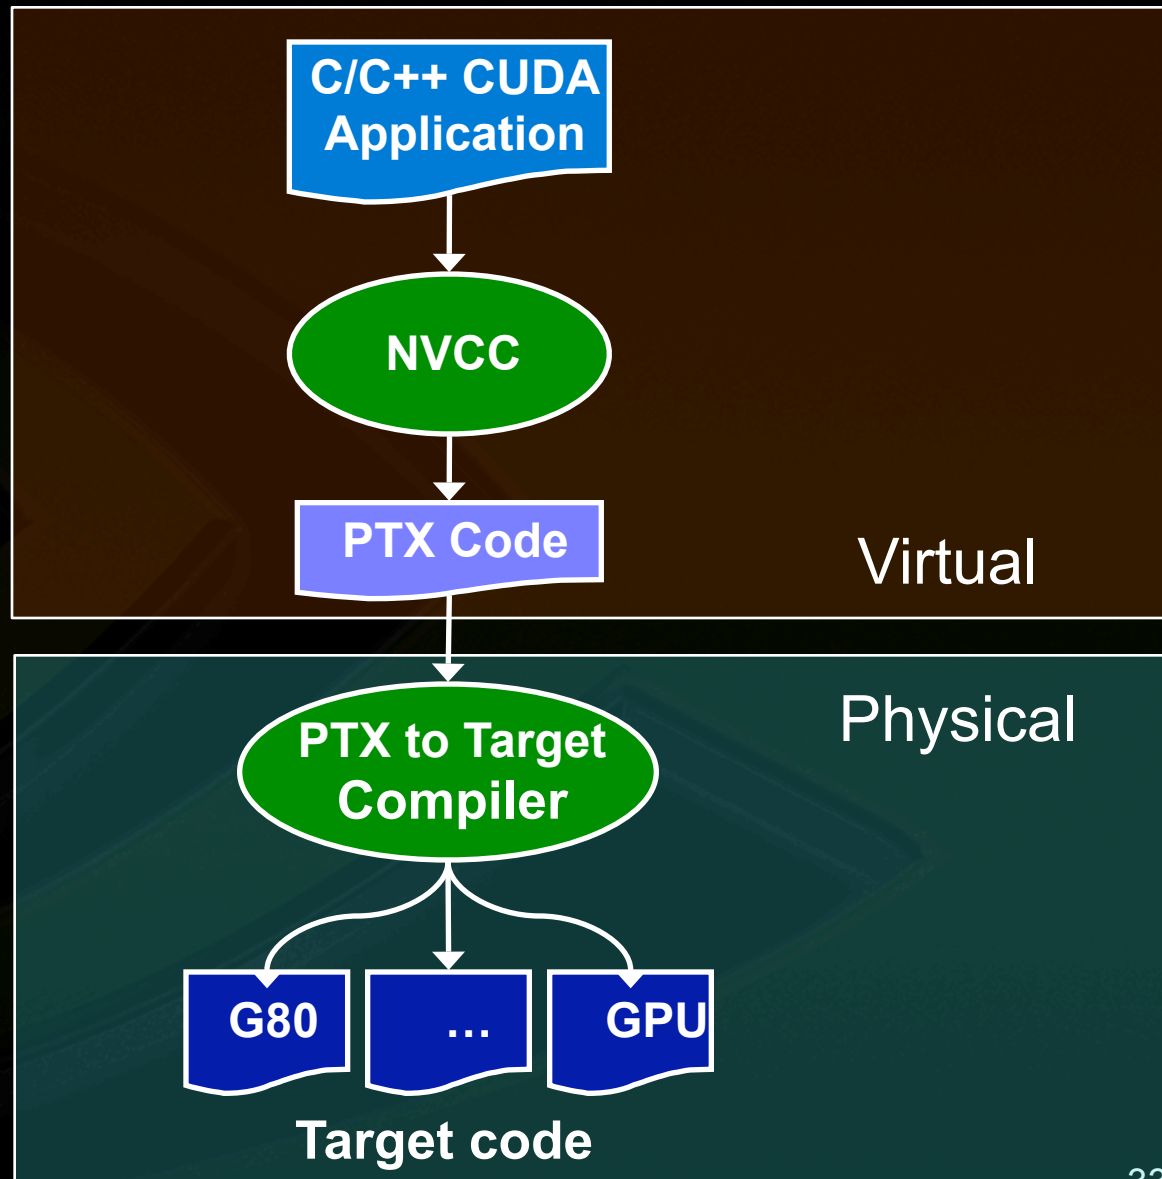 C/C++ CUDA
Application
NVCC
PTX Code
Virtual
Physical
PTX to Target
Compiler
G80
...
GPU
Target code